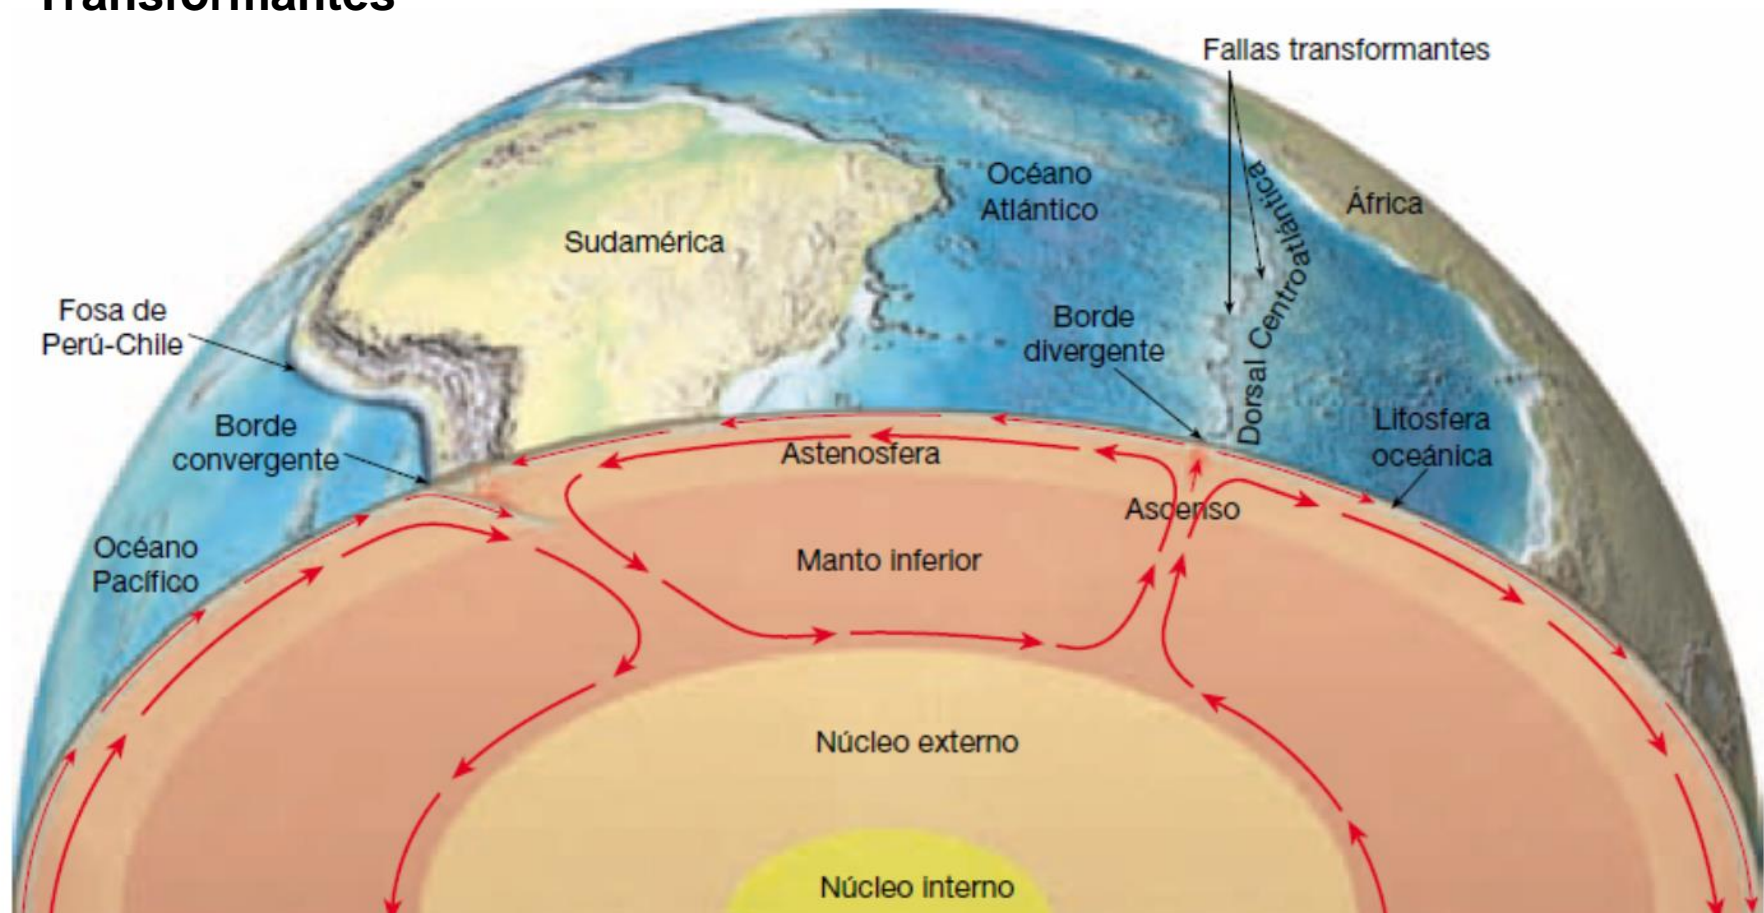 Transformantes
Fallas transformantes
Océano
Atlántico
África
Sudamérica
Dorsal Centroatlántica
Fosa de
Perú-Chile
Borde
divergente
Borde
convergente
Litosfera
oceánica
Astenosfera
Ascenso
Océano
Pacífico
Manto inferior
Núcleo externo
Núcleo interno